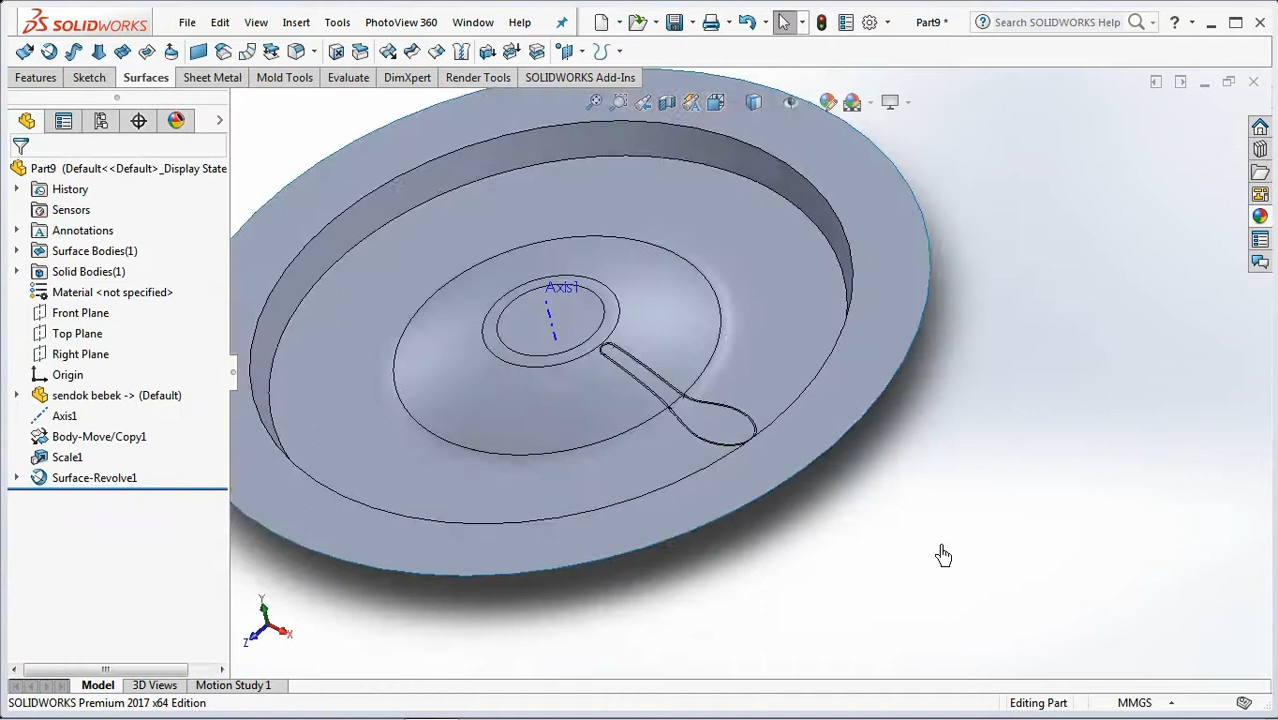 SOLIDWORKS File Edit View Insert Tools PhotoView 360 Window Help Part9 * Search SOLIDWORKS Help ?
Features Sketch Surfaces Sheet Metal Mold Tools Evaluate DimXpert Render Tools SOLIDWORKS Add-Ins
Part9 (Default<<Default>_Display State
History
Sensors
Annotations
Surface Bodies(1)
Solid Bodies(1)
Material <not specified>
Front Plane
Top Plane
Right Plane
Origin
sendok bebek -> (Default)
Axis1
Body-Move/Copy1
Scale1
Surface-Revolve1
Axis1
Y
Z
X
Model 3D Views Motion Study 1
SOLIDWORKS Premium 2017 x64 Edition Editing Part MMGS